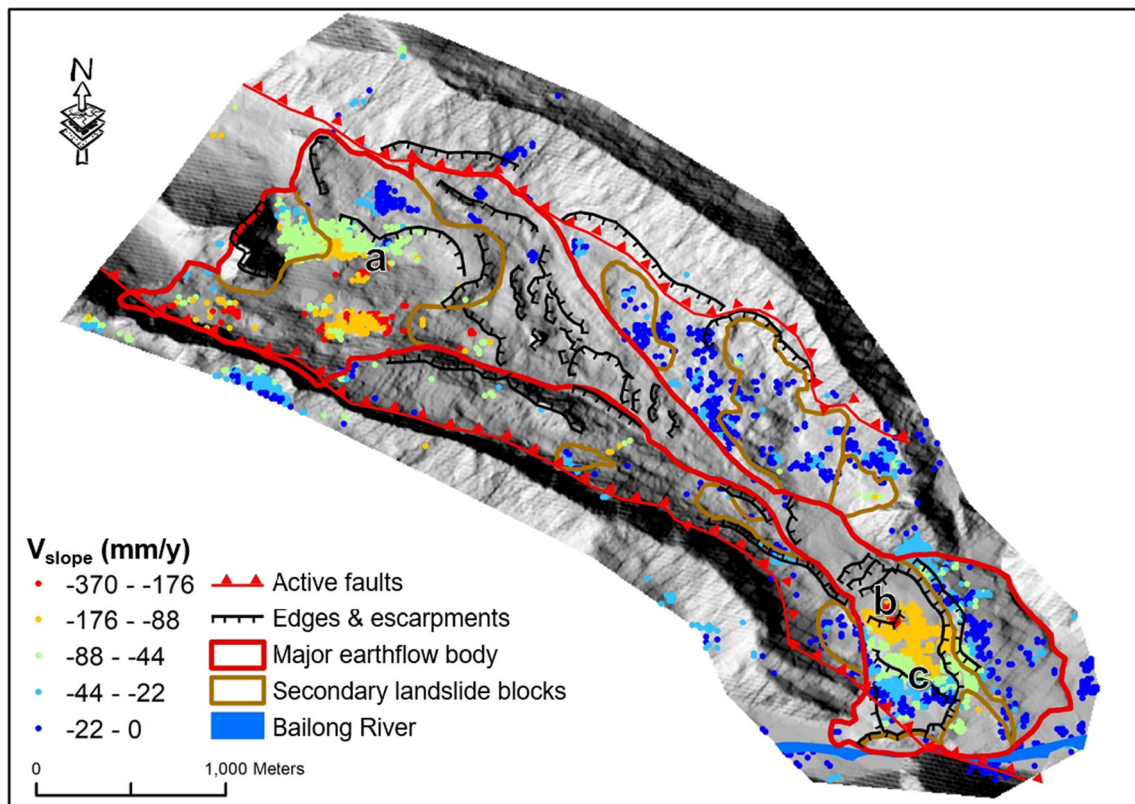 N
a
b
c
V slope (mm/y)
-370 - -176
-176 - -88
-88 - -44
-44 - -22
-22 - 0
Active faults
Edges & escarpments
Major earthflow body
Secondary landslide blocks
Bailong River
0 1,000 Meters